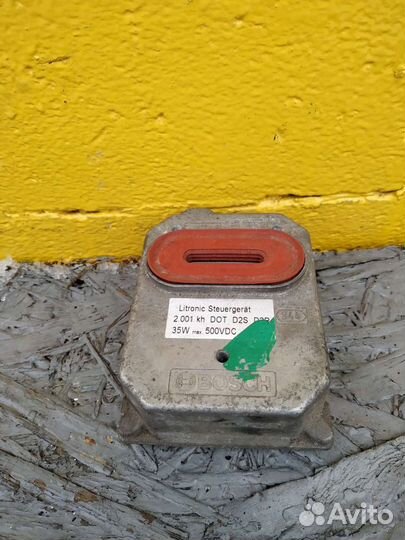 Litronic Steuergerät
2.001 kh DOT D2S
35W max. 500VDC
BOSCH
Avito